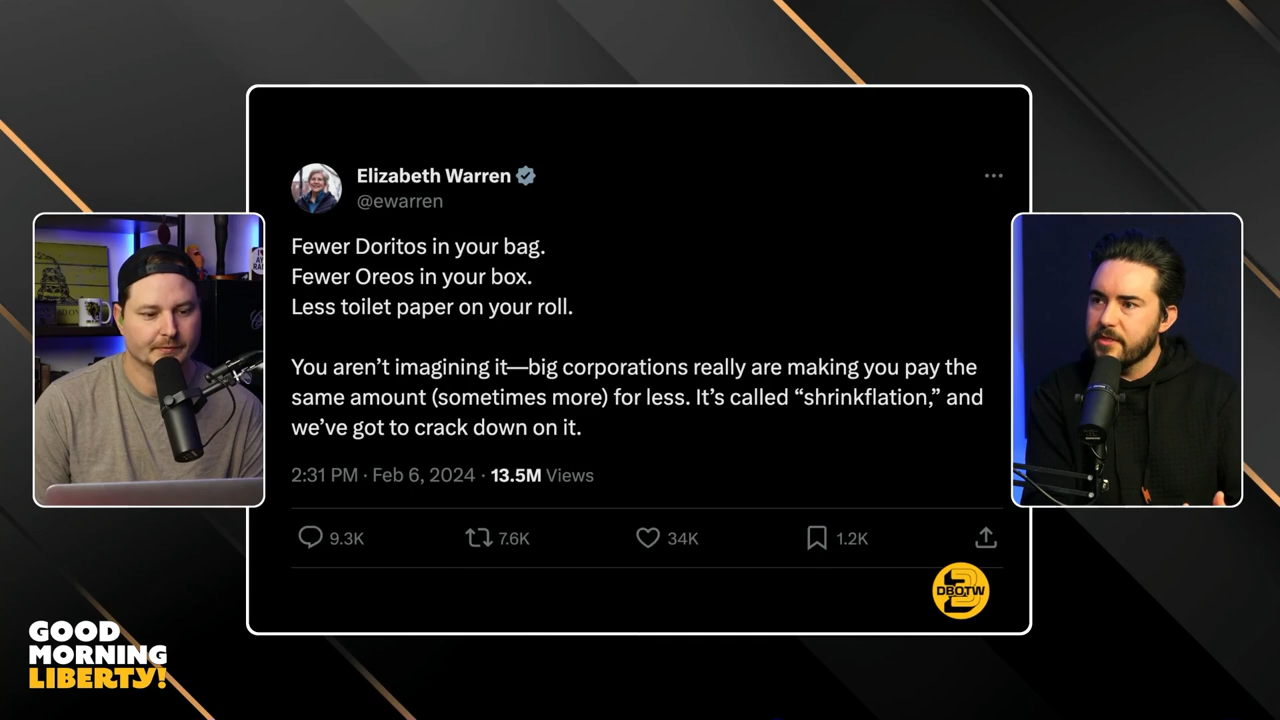 Elizabeth Warren
@ewarren
Fewer Doritos in your bag.
Fewer Oreos in your box.
Less toilet paper on your roll.
You aren’t imagining it—big corporations really are making you pay the
same amount (sometimes more) for less. It’s called “shrinkflation,” and
we’ve got to crack down on it.
2:31 PM · Feb 6, 2024 · 13.5M Views
9.3K 7.6K 34K 1.2K
DBOTW
GOOD
MORNING
LIBERTY!